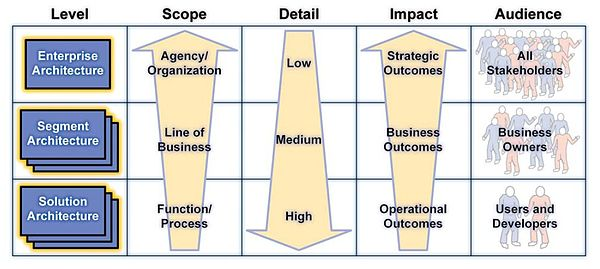 Level Scope Detail Impact Audience
Enterprise
Architecture
Agency/
Organization
Low
Strategic
Outcomes
All
Stakeholders
Segment
Architecture
Line of
Business
Medium
Business
Outcomes
Business
Owners
Solution
Architecture
Function/
Process
High
Operational
Outcomes
Users and
Developers